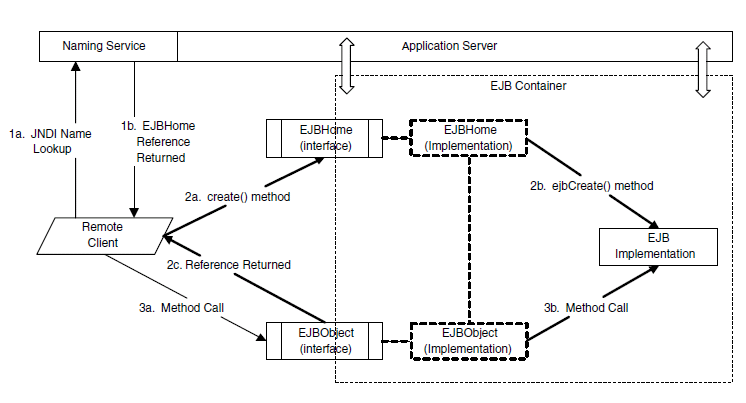 Naming Service
Application Server
EJB Container
1a. JNDI Name
Lookup
1b. EJBHome
Reference
Returned
EJBHome
(interface)
EJBHome
(Implementation)
2a. create() method
2b. ejbCreate() method
Remote
Client
EJB
Implementation
2c. Reference Returned
3a. Method Call
3b. Method Call
EJBObject
(interface)
EJBObject
(Implementation)